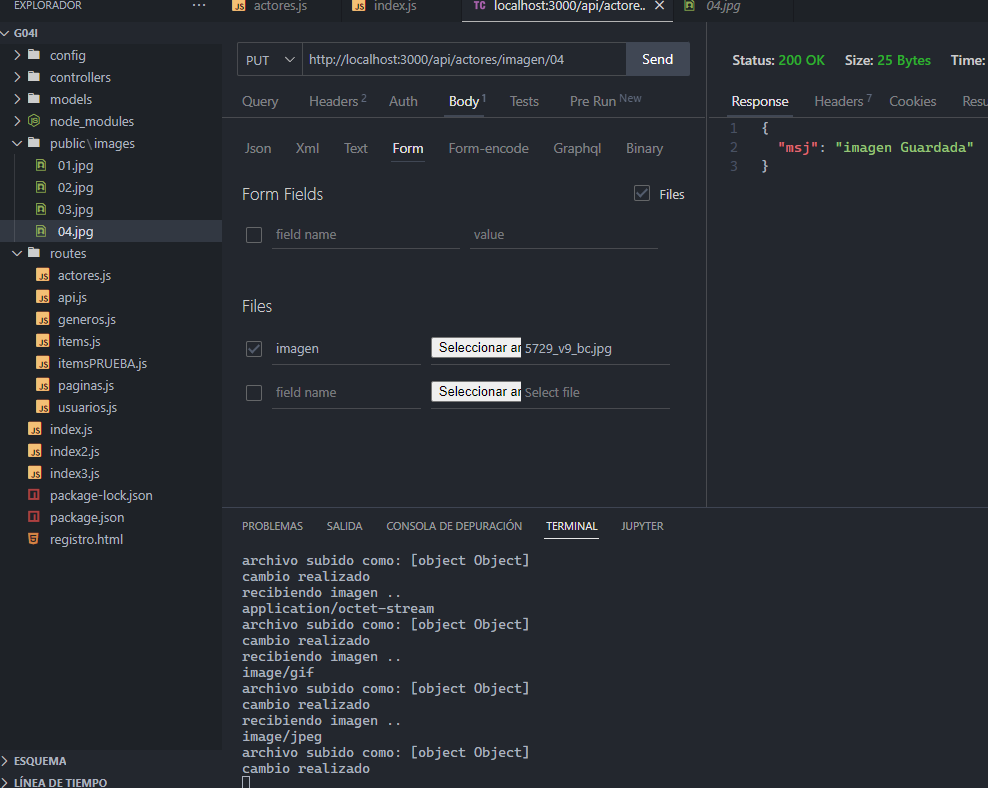 EXPLORADOR
G04I
config
controllers
models
node_modules
public\images
01.jpg
02.jpg
03.jpg
04.jpg
routes
actores.js
api.js
generos.js
items.js
itemsPRUEBA.js
paginas.js
usuarios.js
index.js
index2.js
index3.js
package-lock.json
package.json
registro.html
ESQUEMA
LÍNEA DE TIEMPO
actores.js
index.js
TC localhost:3000/api/actore..
04.jpg
PUT http://localhost:3000/api/actores/imagen/04 Send
Query Headers 2 Auth Body 1 Tests Pre Run New
Json Xml Text Form Form-encode Graphql Binary
Form Fields Files
field name value
Files
imagen Seleccionar ar 5729_v9_bc.jpg
field name Seleccionar ar Select file
Status: 200 OK Size: 25 Bytes Time:
Response Headers 7 Cookies Resu
1 {
2 "msj": "imagen Guardada"
3 }
PROBLEMAS SALIDA CONSOLA DE DEPURACIÓN TERMINAL JUPYTER
archivo subido como: [object Object]
cambio realizado
recibiendo imagen ..
application/octet-stream
archivo subido como: [object Object]
cambio realizado
recibiendo imagen ..
image/gif
archivo subido como: [object Object]
cambio realizado
recibiendo imagen ..
image/jpeg
archivo subido como: [object Object]
cambio realizado